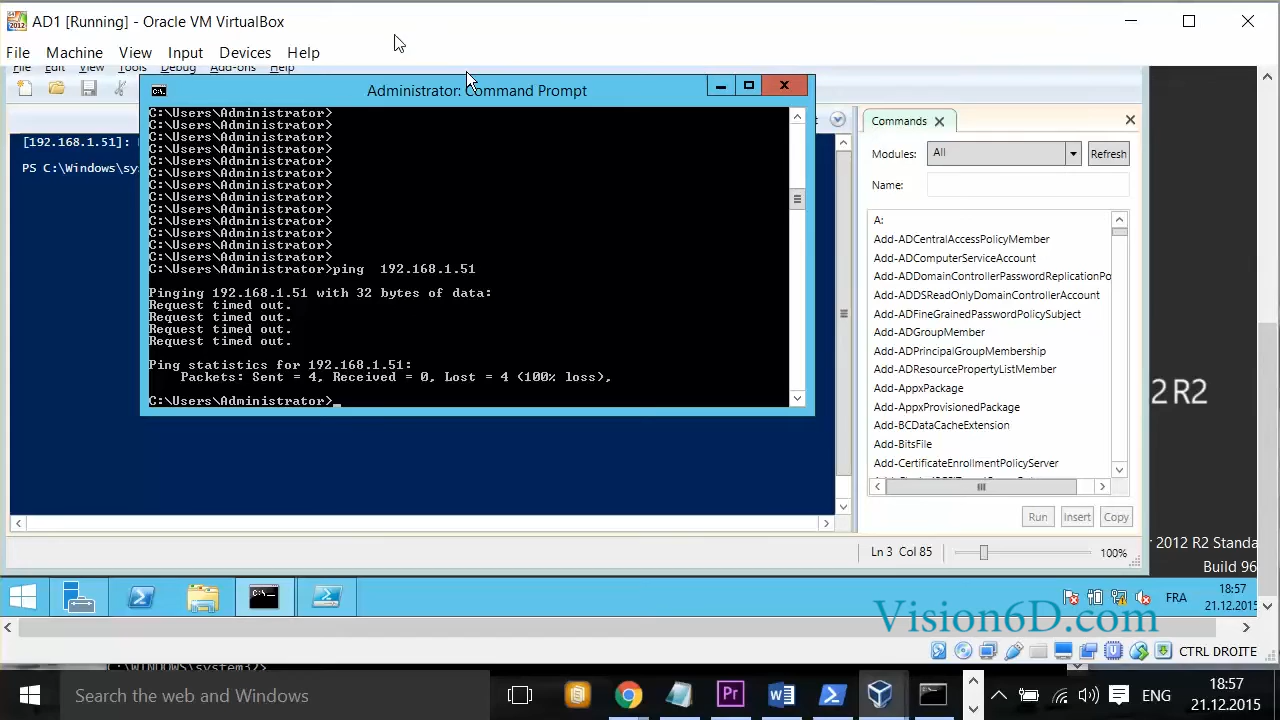 AD1 [Running] - Oracle VM VirtualBox
File Machine View Input Devices Help
File Edit View Tools Debug Add-ons Help
Administrator: Command Prompt
C:\Users\Administrator>
C:\Users\Administrator>
C:\Users\Administrator>
C:\Users\Administrator>
C:\Users\Administrator>
C:\Users\Administrator>
C:\Users\Administrator>
C:\Users\Administrator>
C:\Users\Administrator>
C:\Users\Administrator>
C:\Users\Administrator>
C:\Users\Administrator>
C:\Users\Administrator>
C:\Users\Administrator>ping  192.168.1.51
Pinging 192.168.1.51 with 32 bytes of data:
Request timed out.
Request timed out.
Request timed out.
Request timed out.
Ping statistics for 192.168.1.51:
Packets: Sent = 4, Received = 0, Lost = 4 (100% loss),
C:\Users\Administrator>
[192.168.1.51]:
PS C:\Windows\sy
Commands
Modules: All Refresh
Name:
A:
Add-ADCentralAccessPolicyMember
Add-ADComputerServiceAccount
Add-ADDomainControllerPasswordReplicationPo
Add-ADDSReadOnlyDomainControllerAccount
Add-ADFineGrainedPasswordPolicySubject
Add-ADGroupMember
Add-ADPrincipalGroupMembership
Add-ADResourcePropertyListMember
Add-AppxPackage
Add-AppxProvisionedPackage
Add-BCDataCacheExtension
Add-BitsFile
Add-CertificateEnrollmentPolicyServer
Run Insert Copy
Ln 3 Col 85 100%
2 R2
2012 R2 Standa
Build 96
FRA 18:57
21.12.2015
Vision6D.com
CTRL DROITE
C:\WINDOWS\system32>
Search the web and Windows
ENG 18:57
21.12.2015